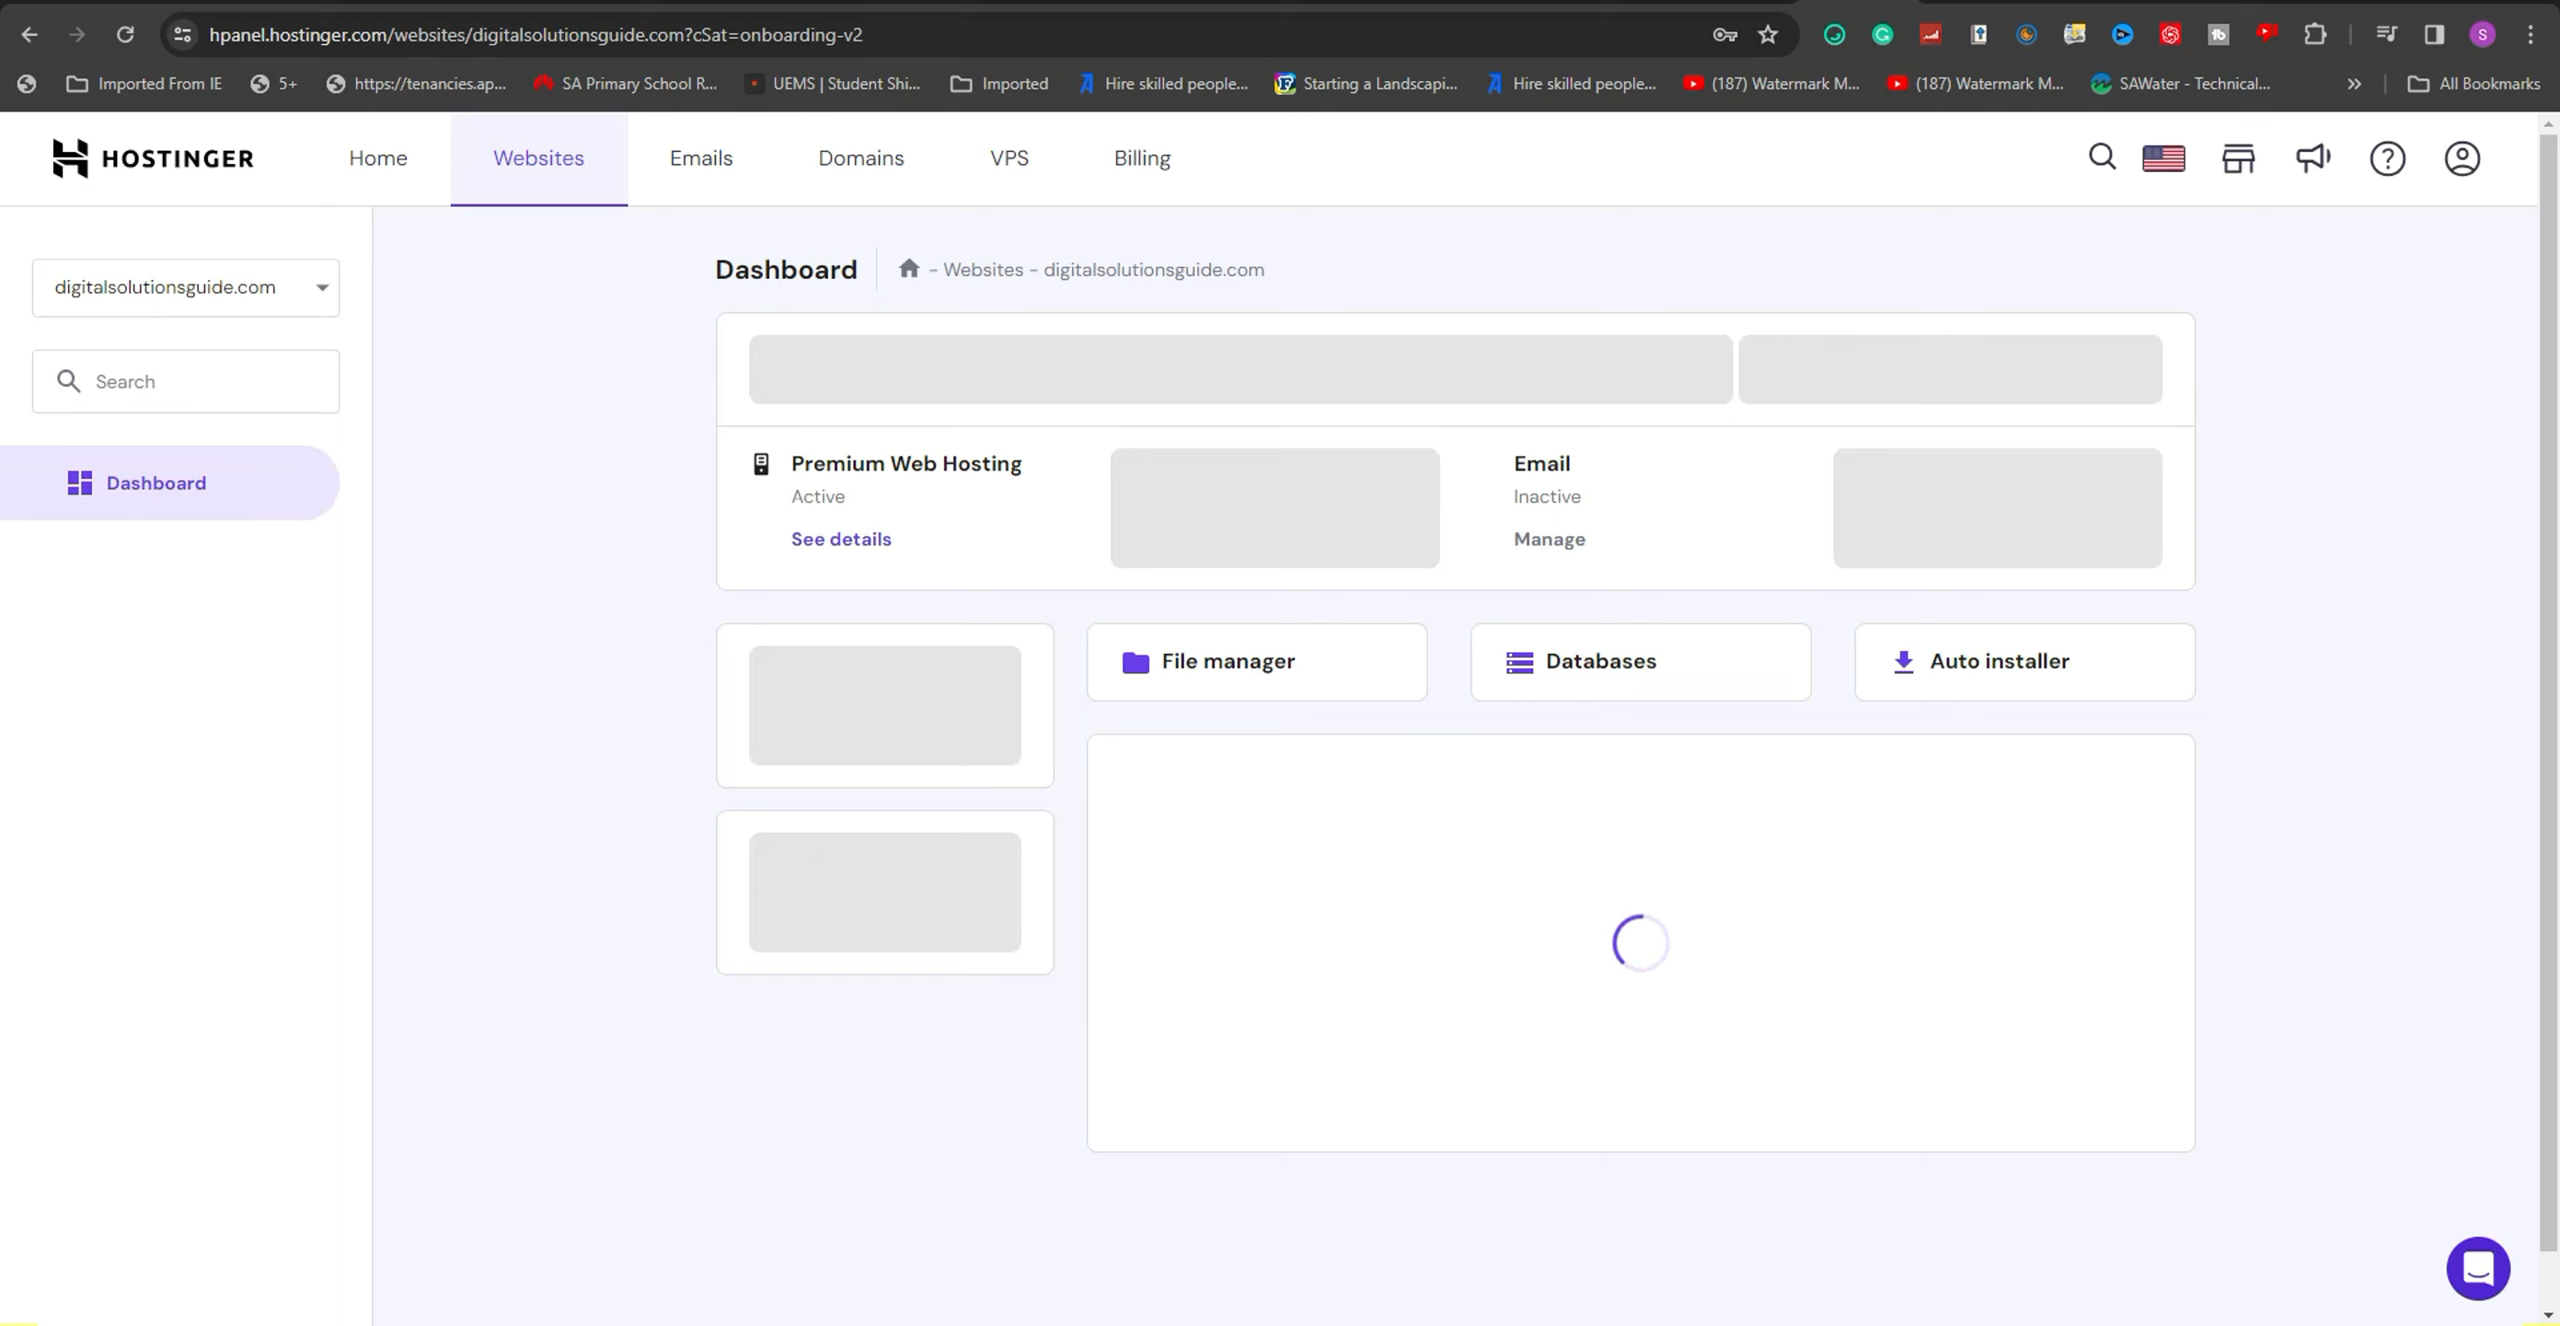 hpanel.hostinger.com/websites/digitalsolutionsguide.com?cSat=onboarding-v2
S
Imported From IE
5+
https://tenancies.ap...
SA Primary School R...
UEMS | Student Shi...
Imported
Hire skilled people...
Starting a Landscapi...
Hire skilled people...
(187) Watermark M...
(187) Watermark M...
SAWater - Technical...
All Bookmarks
HOSTINGER
Home
Websites
Emails
Domains
VPS
Billing
digitalsolutionsguide.com
Search
Dashboard
Dashboard
- Websites - digitalsolutionsguide.com
Premium Web Hosting
Active
See details
Email
Inactive
Manage
File manager
Databases
Auto installer